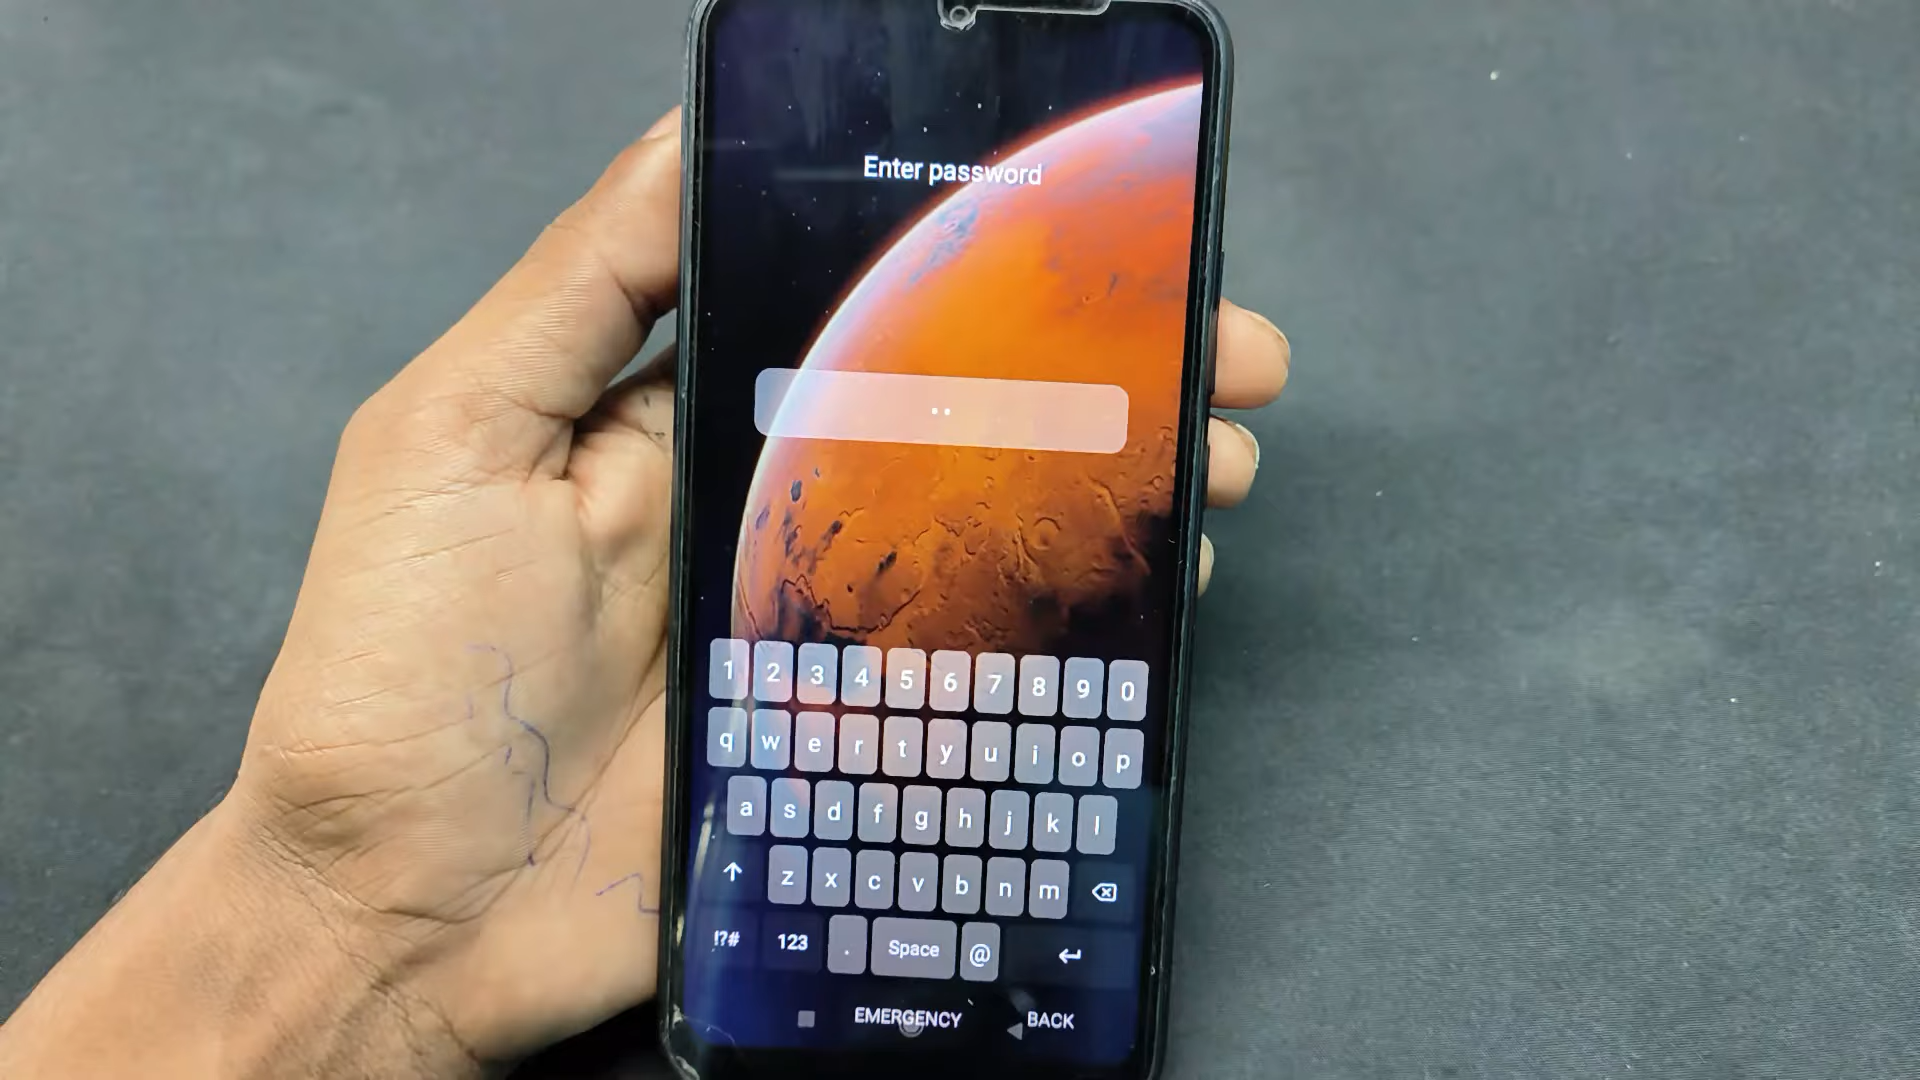 Enter password
••
1 2 3 4 5 6 7 8 9 0
q w e r t y u i o p
a s d f g h j k l
z x c v b n m
!?# 123 . Space @
EMERGENCY BACK